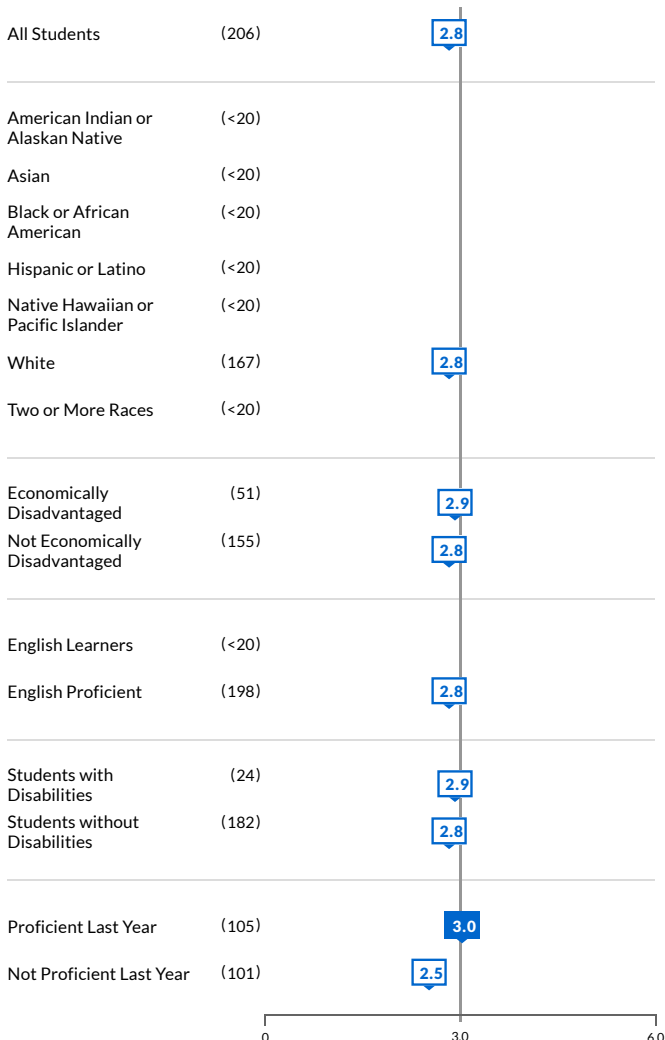 All Students (206) 2.8
American Indian or (<20)
Alaskan Native
Asian (<20)
Black or African (<20)
American
Hispanic or Latino (<20)
Native Hawaiian or (<20)
Pacific Islander
White (167) 2.8
Two or More Races (<20)
Economically (51) 2.9
Disadvantaged
Not Economically (155) 2.8
Disadvantaged
English Learners (<20)
English Proficient (198) 2.8
Students with (24) 2.9
Disabilities
Students without (182) 2.8
Disabilities
Proficient Last Year (105) 3.0
Not Proficient Last Year (101) 2.5
0 3.0 6.0